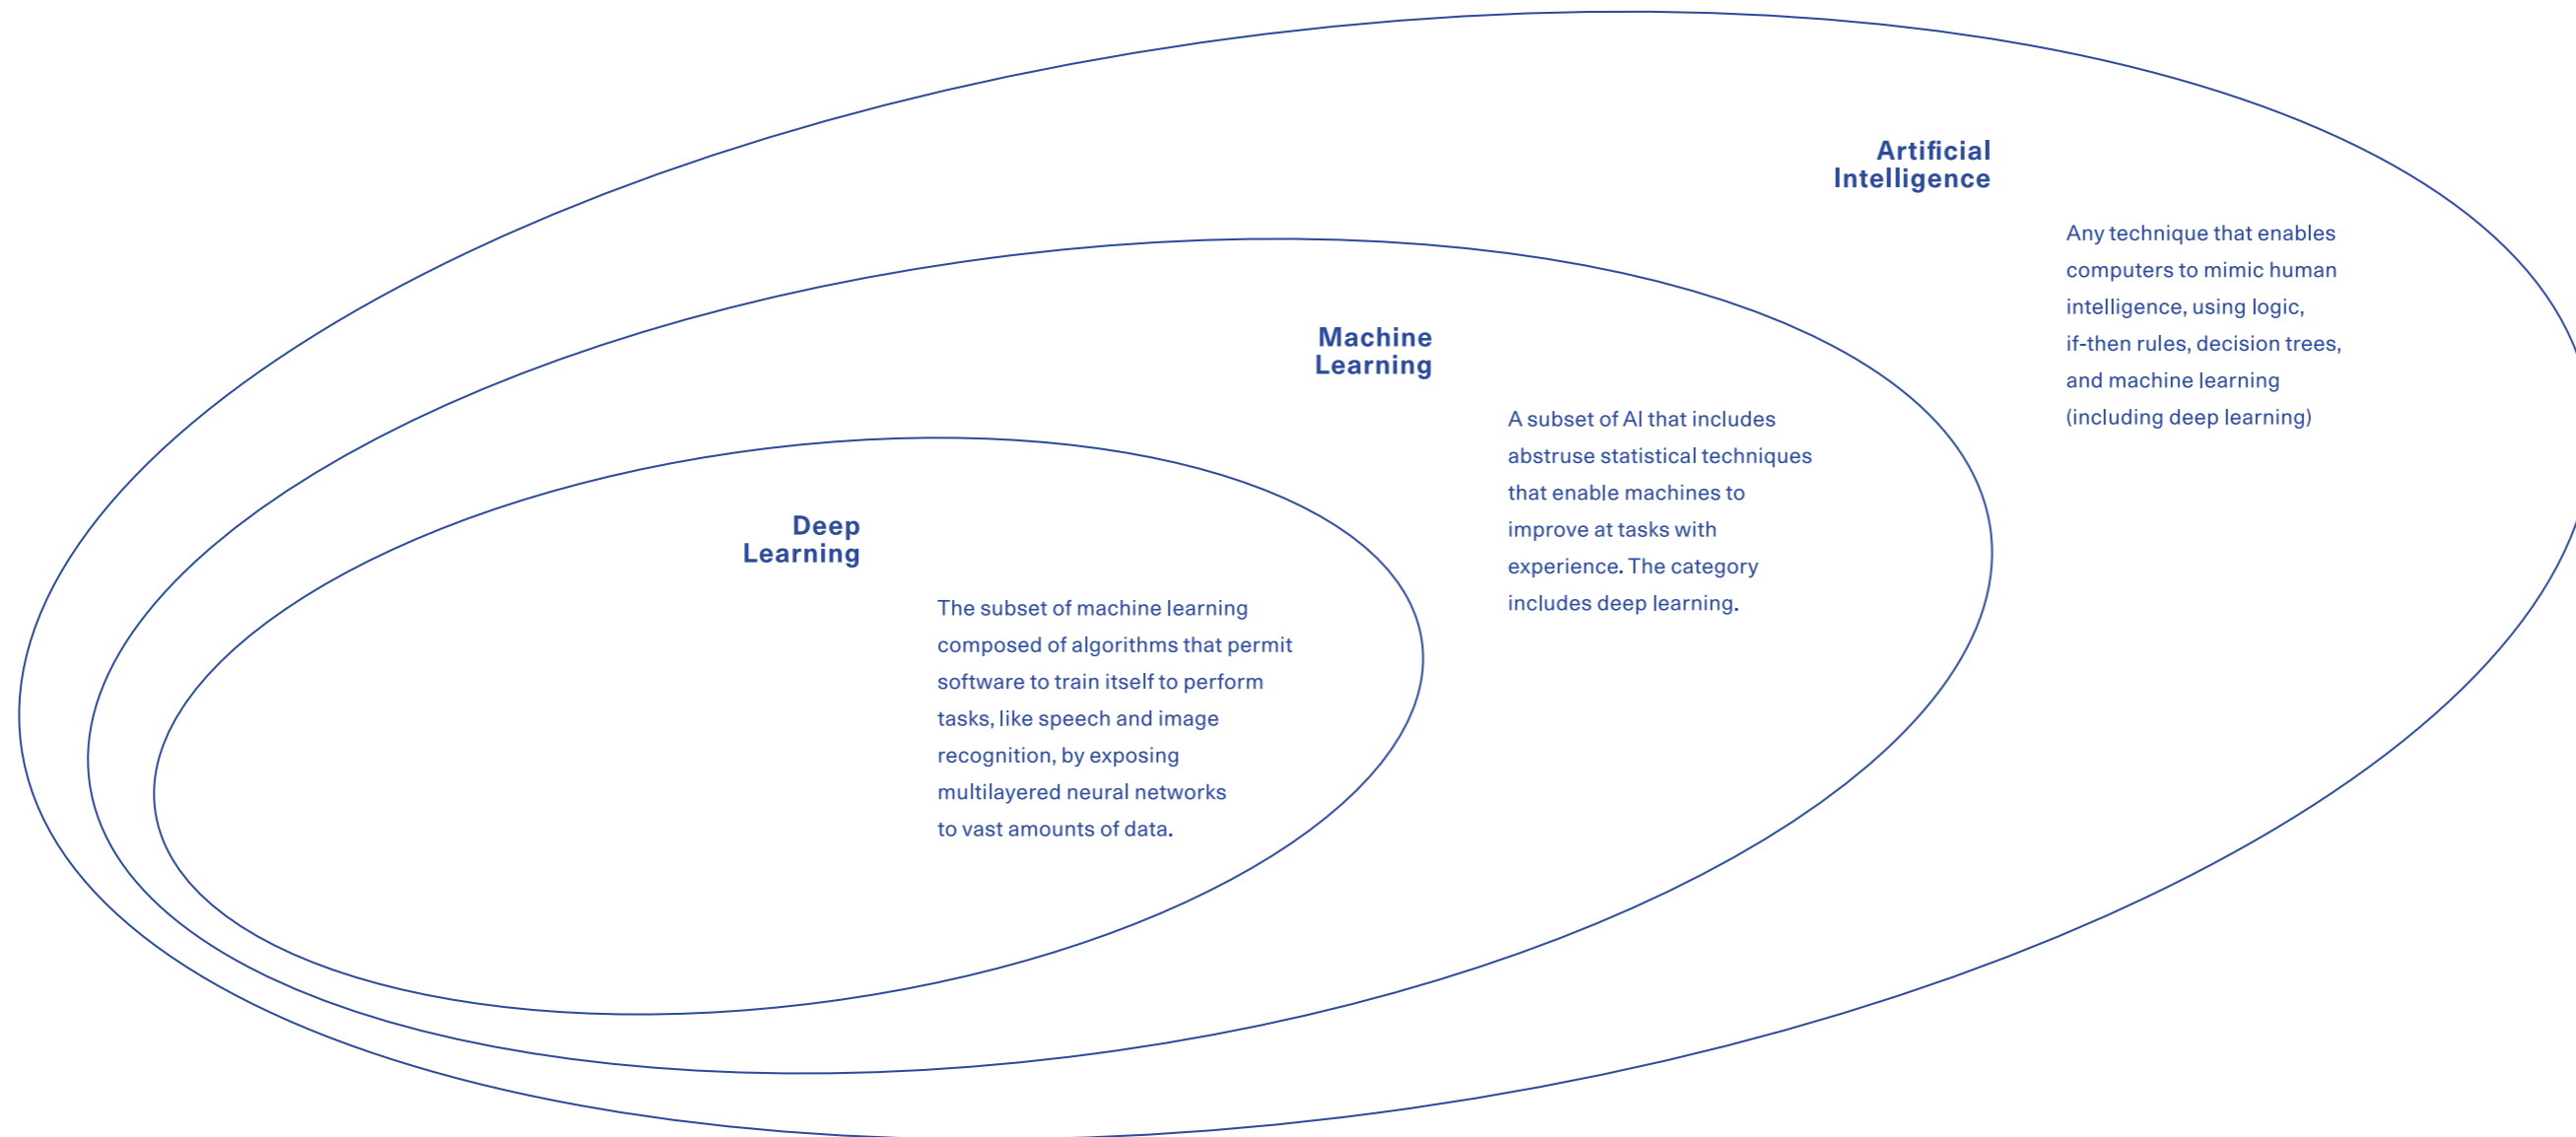 Artificial
Intelligence
Any technique that enables
computers to mimic human
intelligence, using logic,
if-then rules, decision trees,
and machine learning
(including deep learning)
Machine
Learning
A subset of AI that includes
abstruse statistical techniques
that enable machines to
improve at tasks with
experience. The category
includes deep learning.
Deep
Learning
The subset of machine learning
composed of algorithms that permit
software to train itself to perform
tasks, like speech and image
recognition, by exposing
multilayered neural networks
to vast amounts of data.